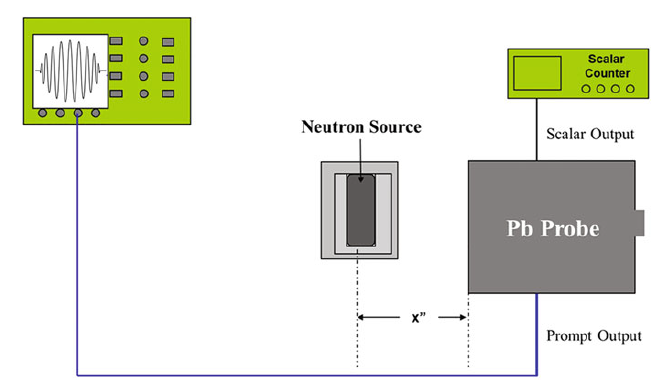 Scalar
Counter
Neutron Source
Scalar Output
Pb Probe
x”
Prompt Output